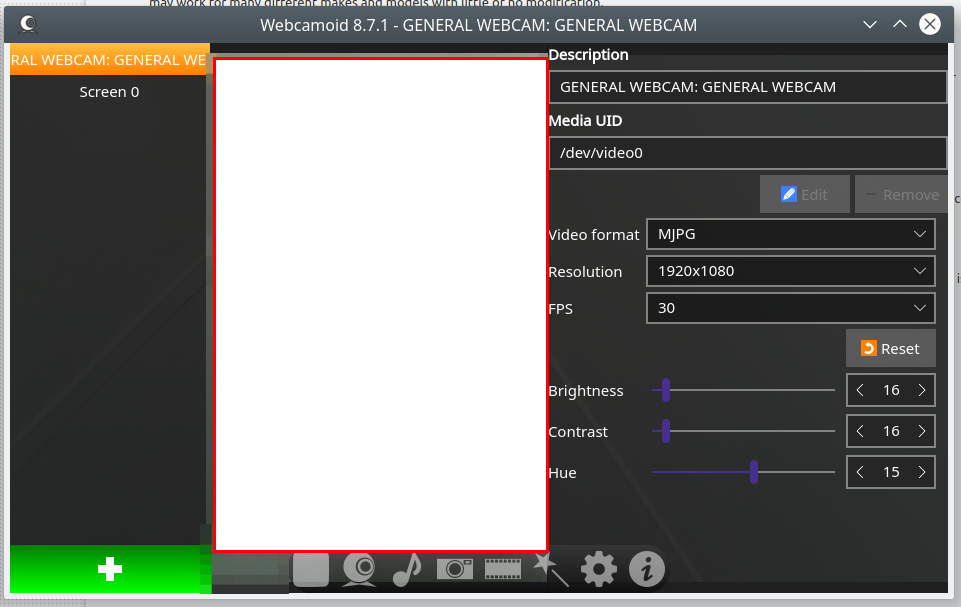 may work for many different makes and models with little or no modification.
Webcamoid 8.7.1 - GENERAL WEBCAM: GENERAL WEBCAM
RAL WEBCAM: GENERAL WE
Screen 0
Description
GENERAL WEBCAM: GENERAL WEBCAM
Media UID
/dev/video0
Edit
Remove
Video format
MJPG
Resolution
1920x1080
FPS
30
Reset
Brightness
16
Contrast
16
Hue
15